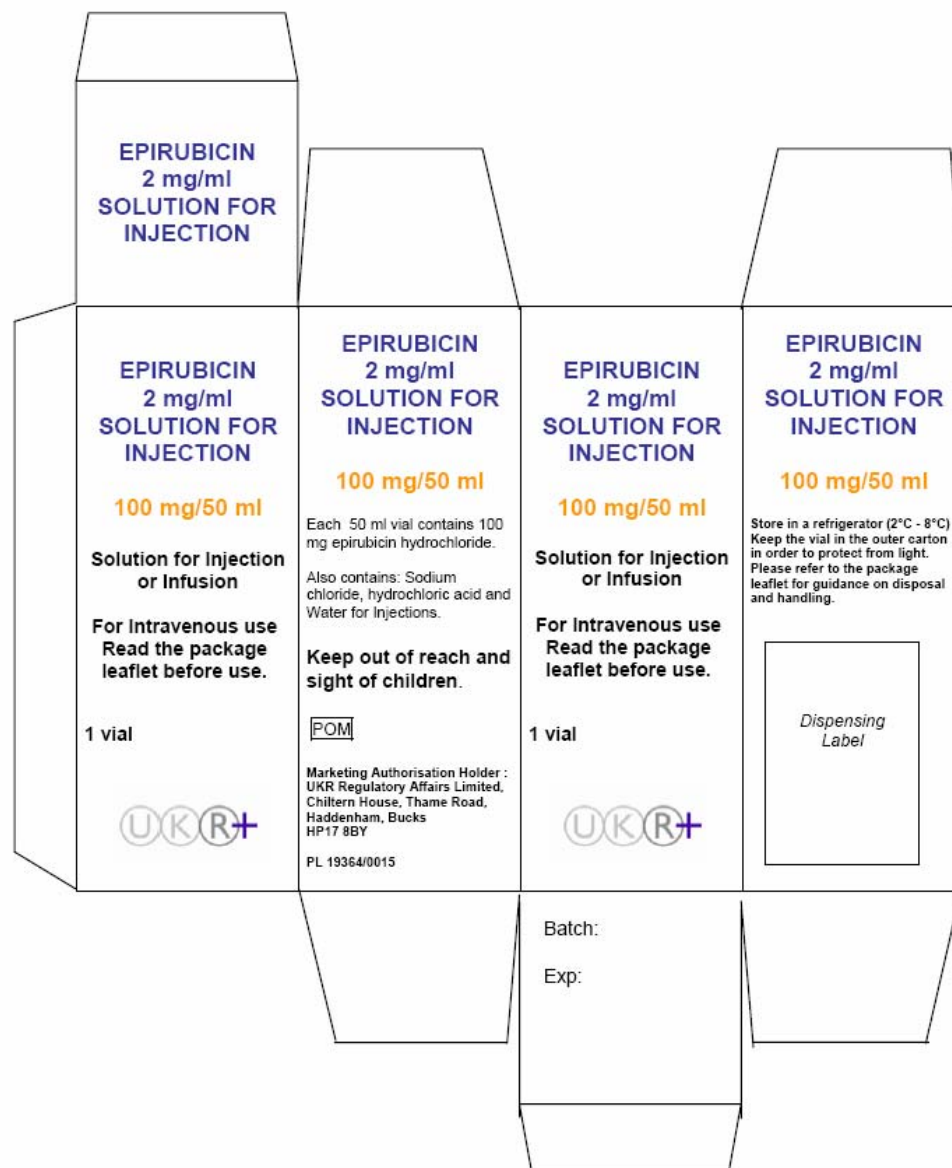 EPIRUBICIN
2 mg/ml
SOLUTION FOR
INJECTION
EPIRUBICIN
2 mg/ml
SOLUTION FOR
INJECTION
100 mg/50 ml
Solution for Injection
or Infusion
For Intravenous use
Read the package
leaflet before use.
1 vial
UKR+
EPIRUBICIN
2 mg/ml
SOLUTION FOR
INJECTION
100 mg/50 ml
Each 50 ml vial contains 100
mg epirubicin hydrochloride.
Also contains: Sodium
chloride, hydrochloric acid and
Water for Injections.
Keep out of reach and
sight of children.
POM
Marketing Authorisation Holder :
UKR Regulatory Affairs Limited,
Chiltern House, Thame Road,
Haddenham, Bucks
HP17 8BY
PL 19364/0015
EPIRUBICIN
2 mg/ml
SOLUTION FOR
INJECTION
100 mg/50 ml
Solution for Injection
or Infusion
For Intravenous use
Read the package
leaflet before use.
1 vial
UKR+
EPIRUBICIN
2 mg/ml
SOLUTION FOR
INJECTION
100 mg/50 ml
Store in a refrigerator (2°C - 8°C)
Keep the vial in the outer carton
in order to protect from light.
Please refer to the package
leaflet for guidance on disposal
and handling.
Dispensing
Label
Batch:
Exp: